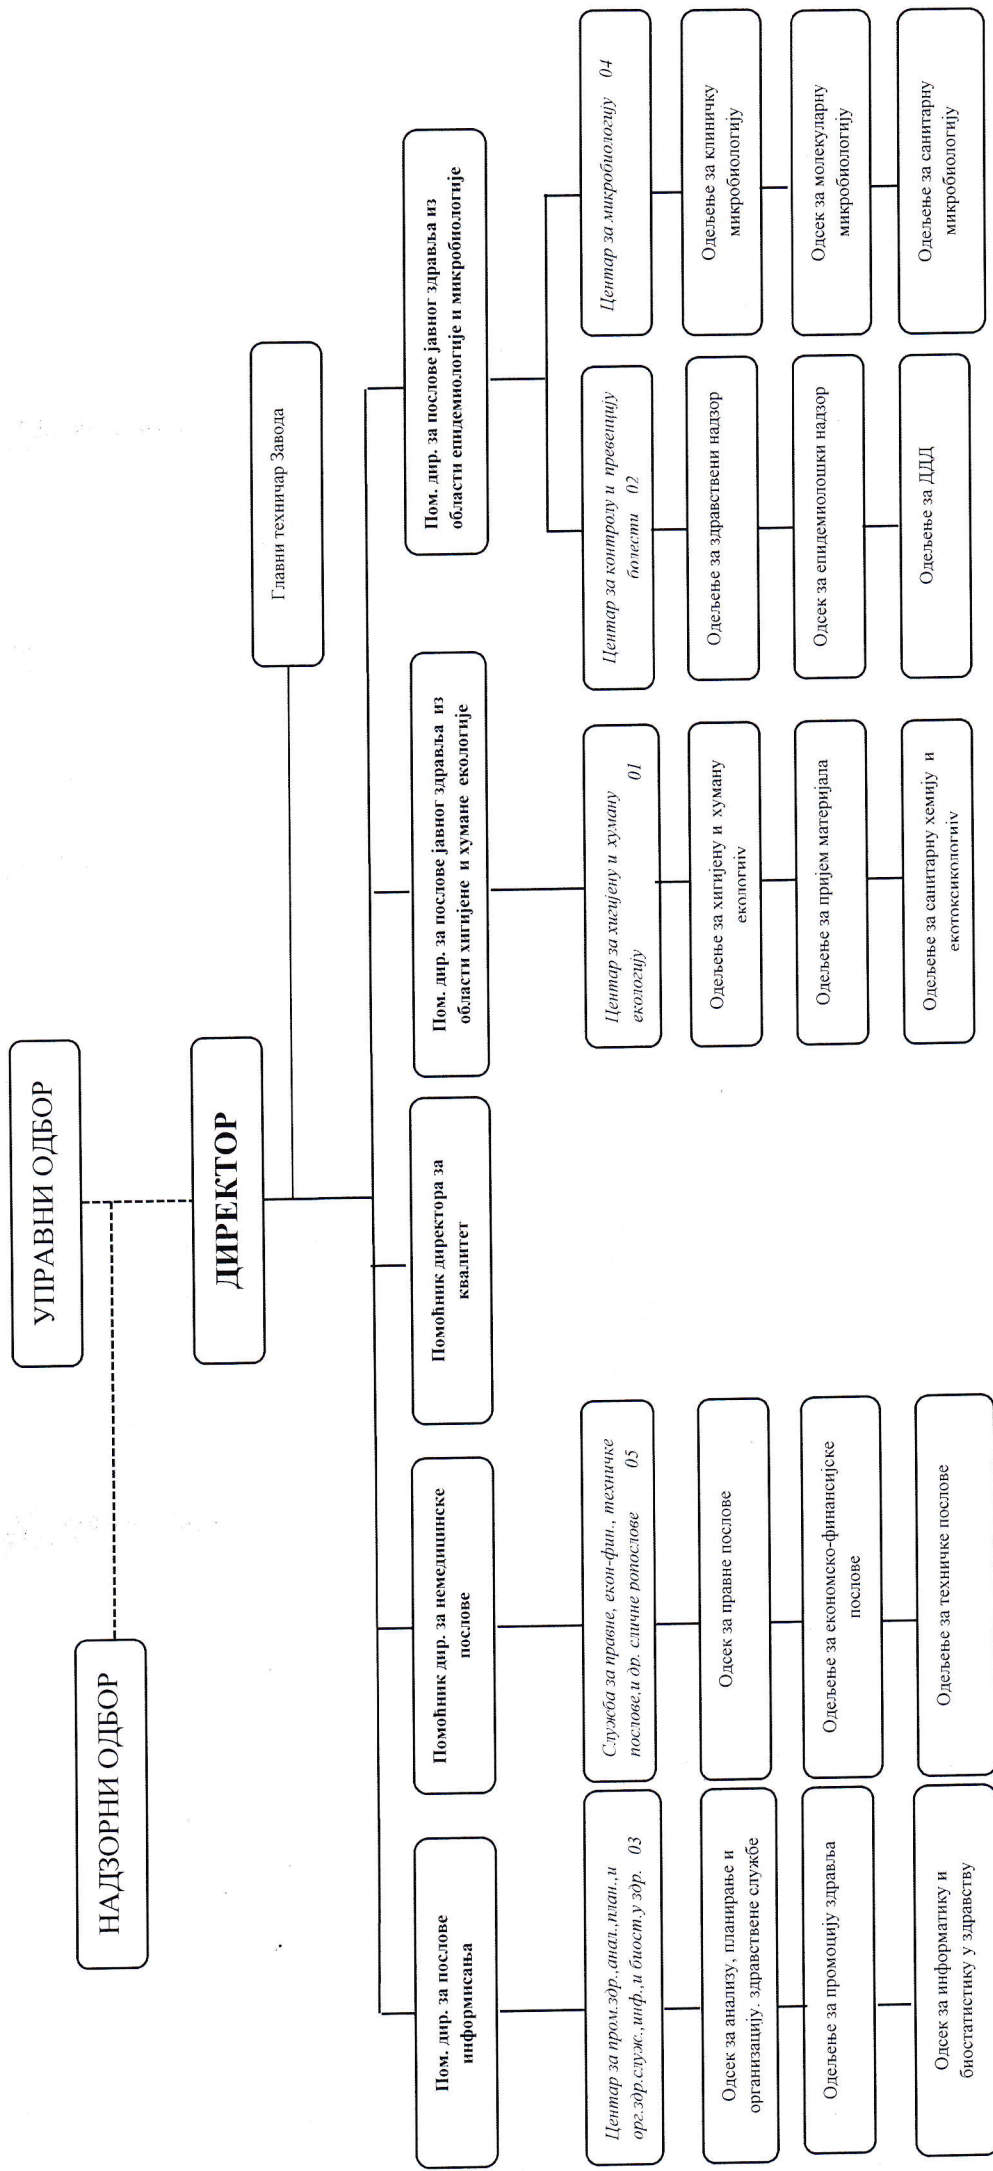 УПРАВНИ ОДБОР
НАДЗОРНИ ОДБОР
ДИРЕКТОР
Главни техничар Завода
Пом. дир. за послове
информисања
Помоћник дир. за немедицинске
послове
Помоћник директора за
квалитет
Пом. дир. за послове јавног здравља из
области хигијене и хумане екологије
Пом. дир. за послове јавног здравља из
области епидемиологије и микробиологије
Центар за пром.здр.,анал.,план.,и
орг.здр.служ.,инф.,и биост.у здр. 03
Одсек за анализу, планирање и
организацију. здравствене службе
Одељење за промоцију здравља
Одсек за информатику и
биостатистику у здравству
Служба за правне, екон-фин., техничке
послове,и др. сличне ропослове 05
Одсек за правне послове
Одељење за економско-финансијске
послове
Одељење за техничке послове
Центар за хигијену и хуману
екологију 01
Одељење за хигијену и хуману
екологиіv
Одељење за пријем материјала
Одељење за санитарну хемију и
екотоксикологиіv
Центар за контролу и превенцију
болести 02
Одељење за здравствени надзор
Одсек за епидемиолошки надзор
Одељење за ДДД
Центар за микробиологију 04
Одељење за клиничку
микробиологију
Одсек за молекуларну
микробиологију
Одељење за санитарну
микробиологију